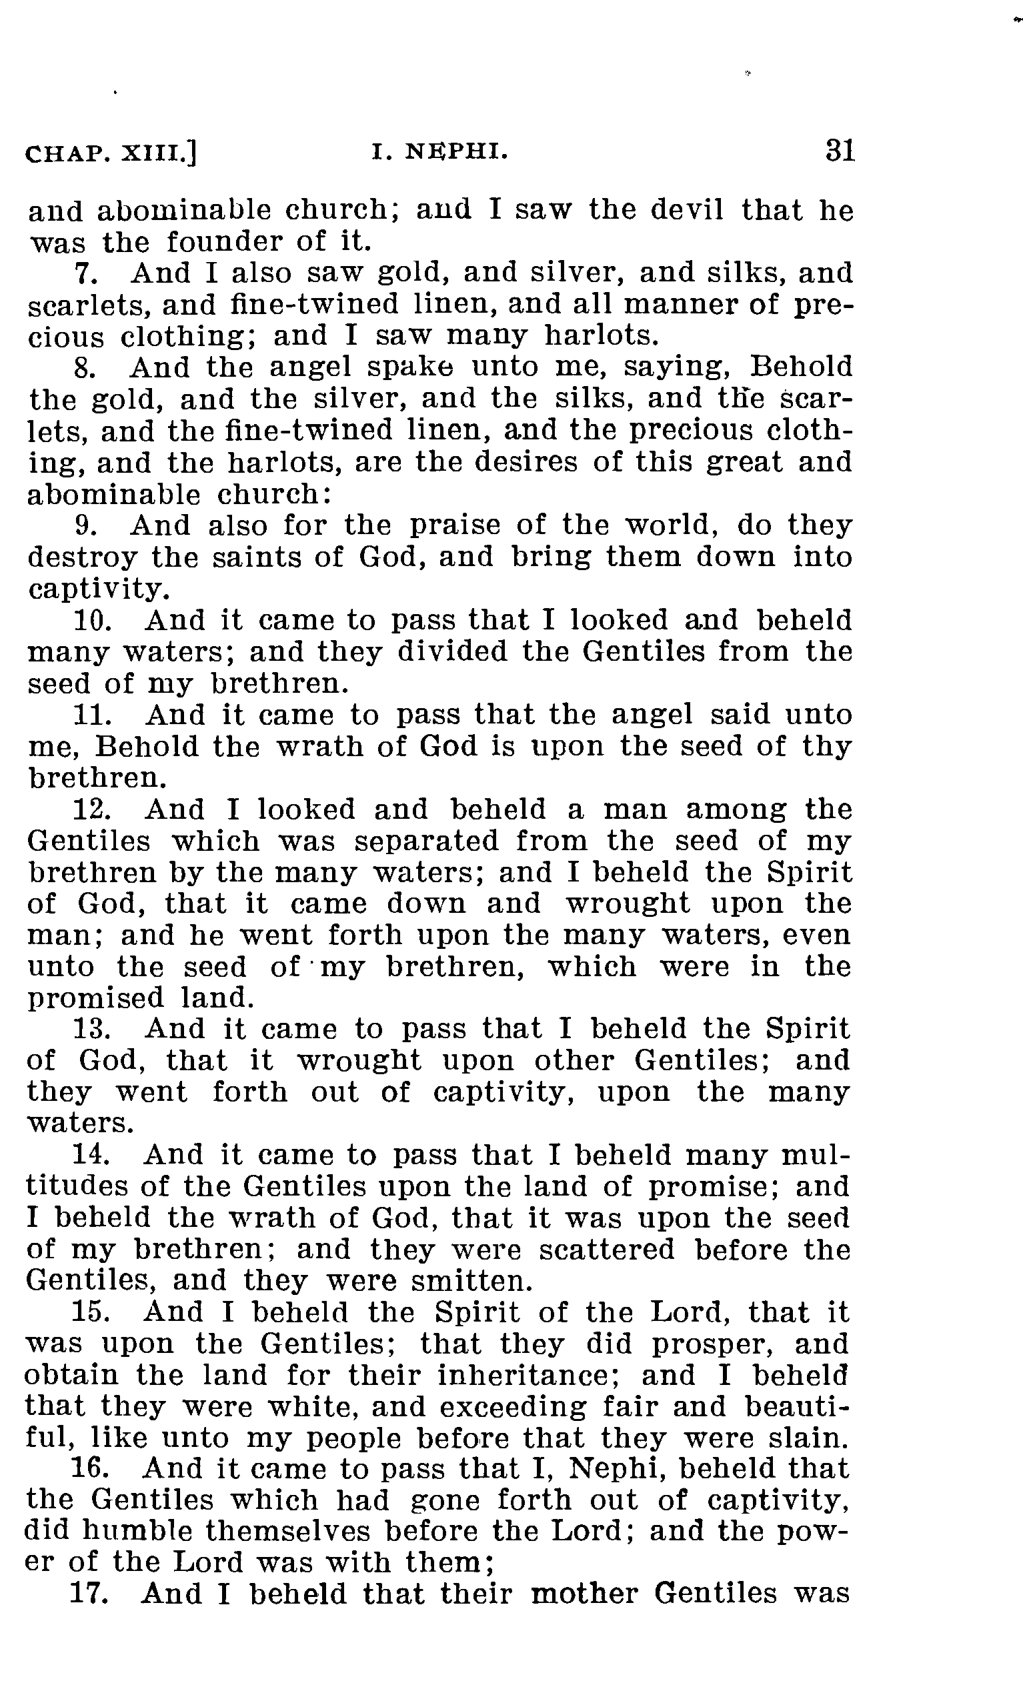 CHAP. XIII.] I. NEPHI. 31
and abominable church; and I saw the devil that he
was the founder of it.
7. And I also saw gold, and silver, and silks, and
scarlets, and fine-twined linen, and all manner of pre-
cious clothing; and I saw many harlots.
8. And the angel spake unto me, saying, Behold
the gold, and the silver, and the silks, and the scar-
lets, and the fine-twined linen, and the precious cloth-
ing, and the harlots, are the desires of this great and
abominable church:
9. And also for the praise of the world, do they
destroy the saints of God, and bring them down into
captivity.
10. And it came to pass that I looked and beheld
many waters; and they divided the Gentiles from the
seed of my brethren.
11. And it came to pass that the angel said unto
me, Behold the wrath of God is upon the seed of thy
brethren.
12. And I looked and beheld a man among the
Gentiles which was separated from the seed of my
brethren by the many waters; and I beheld the Spirit
of God, that it came down and wrought upon the
man; and he went forth upon the many waters, even
unto the seed of my brethren, which were in the
promised land.
13. And it came to pass that I beheld the Spirit
of God, that it wrought upon other Gentiles; and
they went forth out of captivity, upon the many
waters.
14. And it came to pass that I beheld many mul-
titudes of the Gentiles upon the land of promise; and
I beheld the wrath of God, that it was upon the seed
of my brethren; and they were scattered before the
Gentiles, and they were smitten.
15. And I beheld the Spirit of the Lord, that it
was upon the Gentiles; that they did prosper, and
obtain the land for their inheritance; and I beheld
that they were white, and exceeding fair and beauti-
ful, like unto my people before that they were slain.
16. And it came to pass that I, Nephi, beheld that
the Gentiles which had gone forth out of captivity,
did humble themselves before the Lord; and the pow-
er of the Lord was with them;
17. And I beheld that their mother Gentiles was